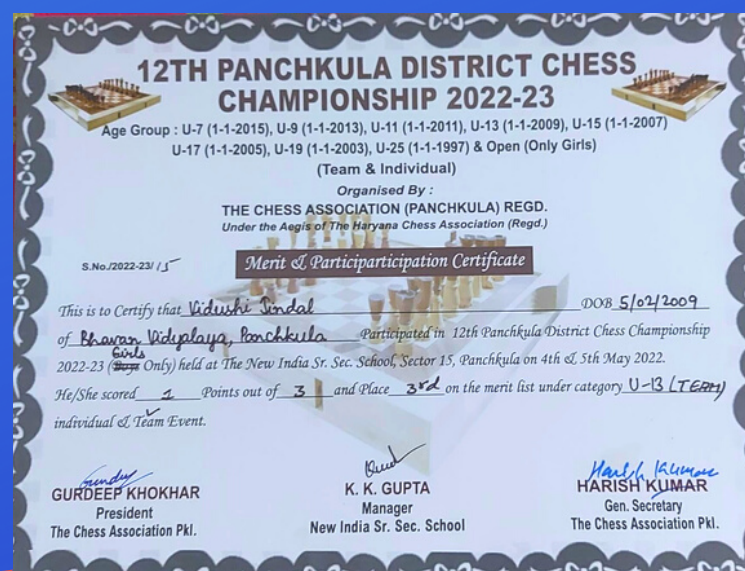 12TH PANCHKULA DISTRICT CHESS
CHAMPIONSHIP 2022-23
Age Group : U-7 (1-1-2015), U-9 (1-1-2013), U-11 (1-1-2011), U-13 (1-1-2009), U-15 (1-1-2007)
U-17 (1-1-2005), U-19 (1-1-2003), U-25 (1-1-1997) & Open (Only Girls)
(Team & Individual)
Organised By :
THE CHESS ASSOCIATION (PANCHKULA) REGD.
Under the Aegis of The Haryana Chess Association (Regd.)
S.No./2022-23/ 15
Merit & Participarticipation Certificate
This is to Certify that Vidushi Jindal DOB 5/02/2009
of Bhavan Vidyalaya, Panchkula Participated in 12th Panchkula District Chess Championship
Girls
2022-23 (Boys Only) held at The New India Sr. Sec. School, Sector 15, Panchkula on 4th & 5th May 2022.
He/She scored 1 Points out of 3 and Place 3rd on the merit list under category U-13 (TEAM)
individual & Team Event.
Gurdeep
GURDEEP KHOKHAR
President
The Chess Association Pkl.
K. K. GUPTA
Manager
New India Sr. Sec. School
Harish Kumar
HARISH KUMAR
Gen. Secretary
The Chess Association Pkl.